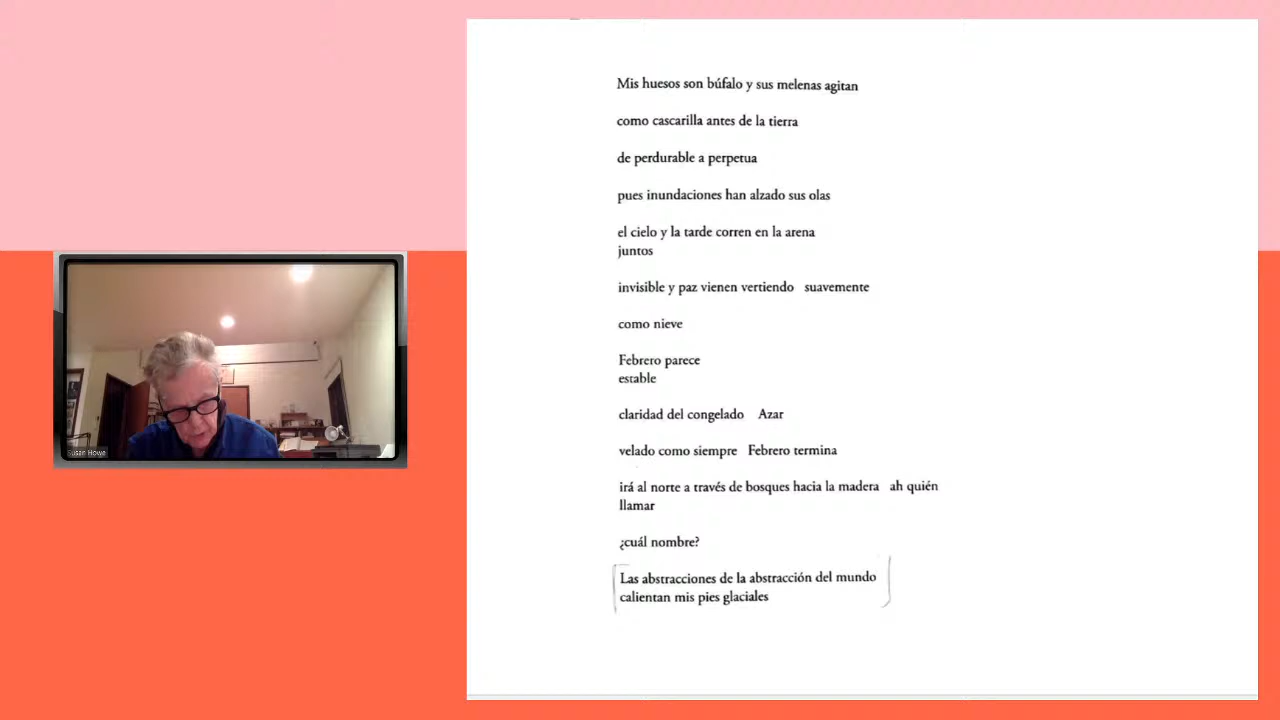 Mis huesos son búfalo y sus melenas agitan
como cascarilla antes de la tierra
de perdurable a perpetua
pues inundaciones han alzado sus olas
el cielo y la tarde corren en la arena
juntos
invisible y paz vienen vertiendo suavemente
como nieve
Febrero parece
estable
claridad del congelado Azar
velado como siempre Febrero termina
irá al norte a través de bosques hacia la madera ah quién
llamar
¿cuál nombre?
Las abstracciones de la abstracción del mundo
calientan mis pies glaciales
Susan Howe